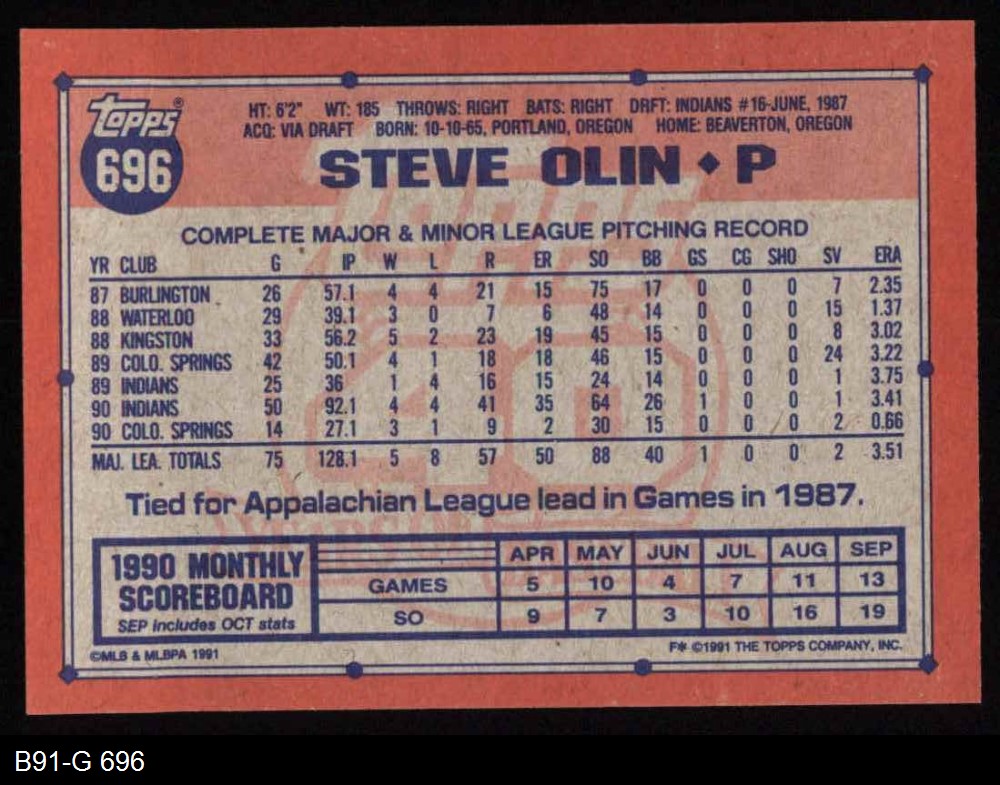 Topps®
696
HT: 6'2" WT: 185 THROWS: RIGHT BATS: RIGHT DRFT: INDIANS #16-JUNE, 1987
ACQ: VIA DRAFT BORN: 10-10-65, PORTLAND, OREGON HOME: BEAVERTON, OREGON
STEVE OLIN ◆ P
COMPLETE MAJOR & MINOR LEAGUE PITCHING RECORD
YR CLUB G IP W L R ER SO BB GS CG SHO SV ERA
87 BURLINGTON 26 57.1 4 4 21 15 75 17 0 0 0 7 2.35
88 WATERLOO 29 39.1 3 0 7 6 48 14 0 0 0 15 1.37
88 KINGSTON 33 56.2 5 2 23 19 45 15 0 0 0 8 3.02
89 COLO. SPRINGS 42 50.1 4 1 18 18 46 15 0 0 0 24 3.22
89 INDIANS 25 36 1 4 16 15 24 14 0 0 0 1 3.75
90 INDIANS 50 92.1 4 4 41 35 64 26 1 0 0 1 3.41
90 COLO. SPRINGS 14 27.1 3 1 9 2 30 15 0 0 0 2 0.66
MAJ. LEA. TOTALS 75 128.1 5 8 57 50 88 40 1 0 0 2 3.51
Tied for Appalachian League lead in Games in 1987.
1990 MONTHLY
SCOREBOARD
SEP includes OCT stats
APR MAY JUN JUL AUG SEP
GAMES 5 10 4 7 11 13
SO 9 7 3 10 16 19
©MLB & MLBPA 1991
F* ©1991 THE TOPPS COMPANY, INC.
B91-G 696